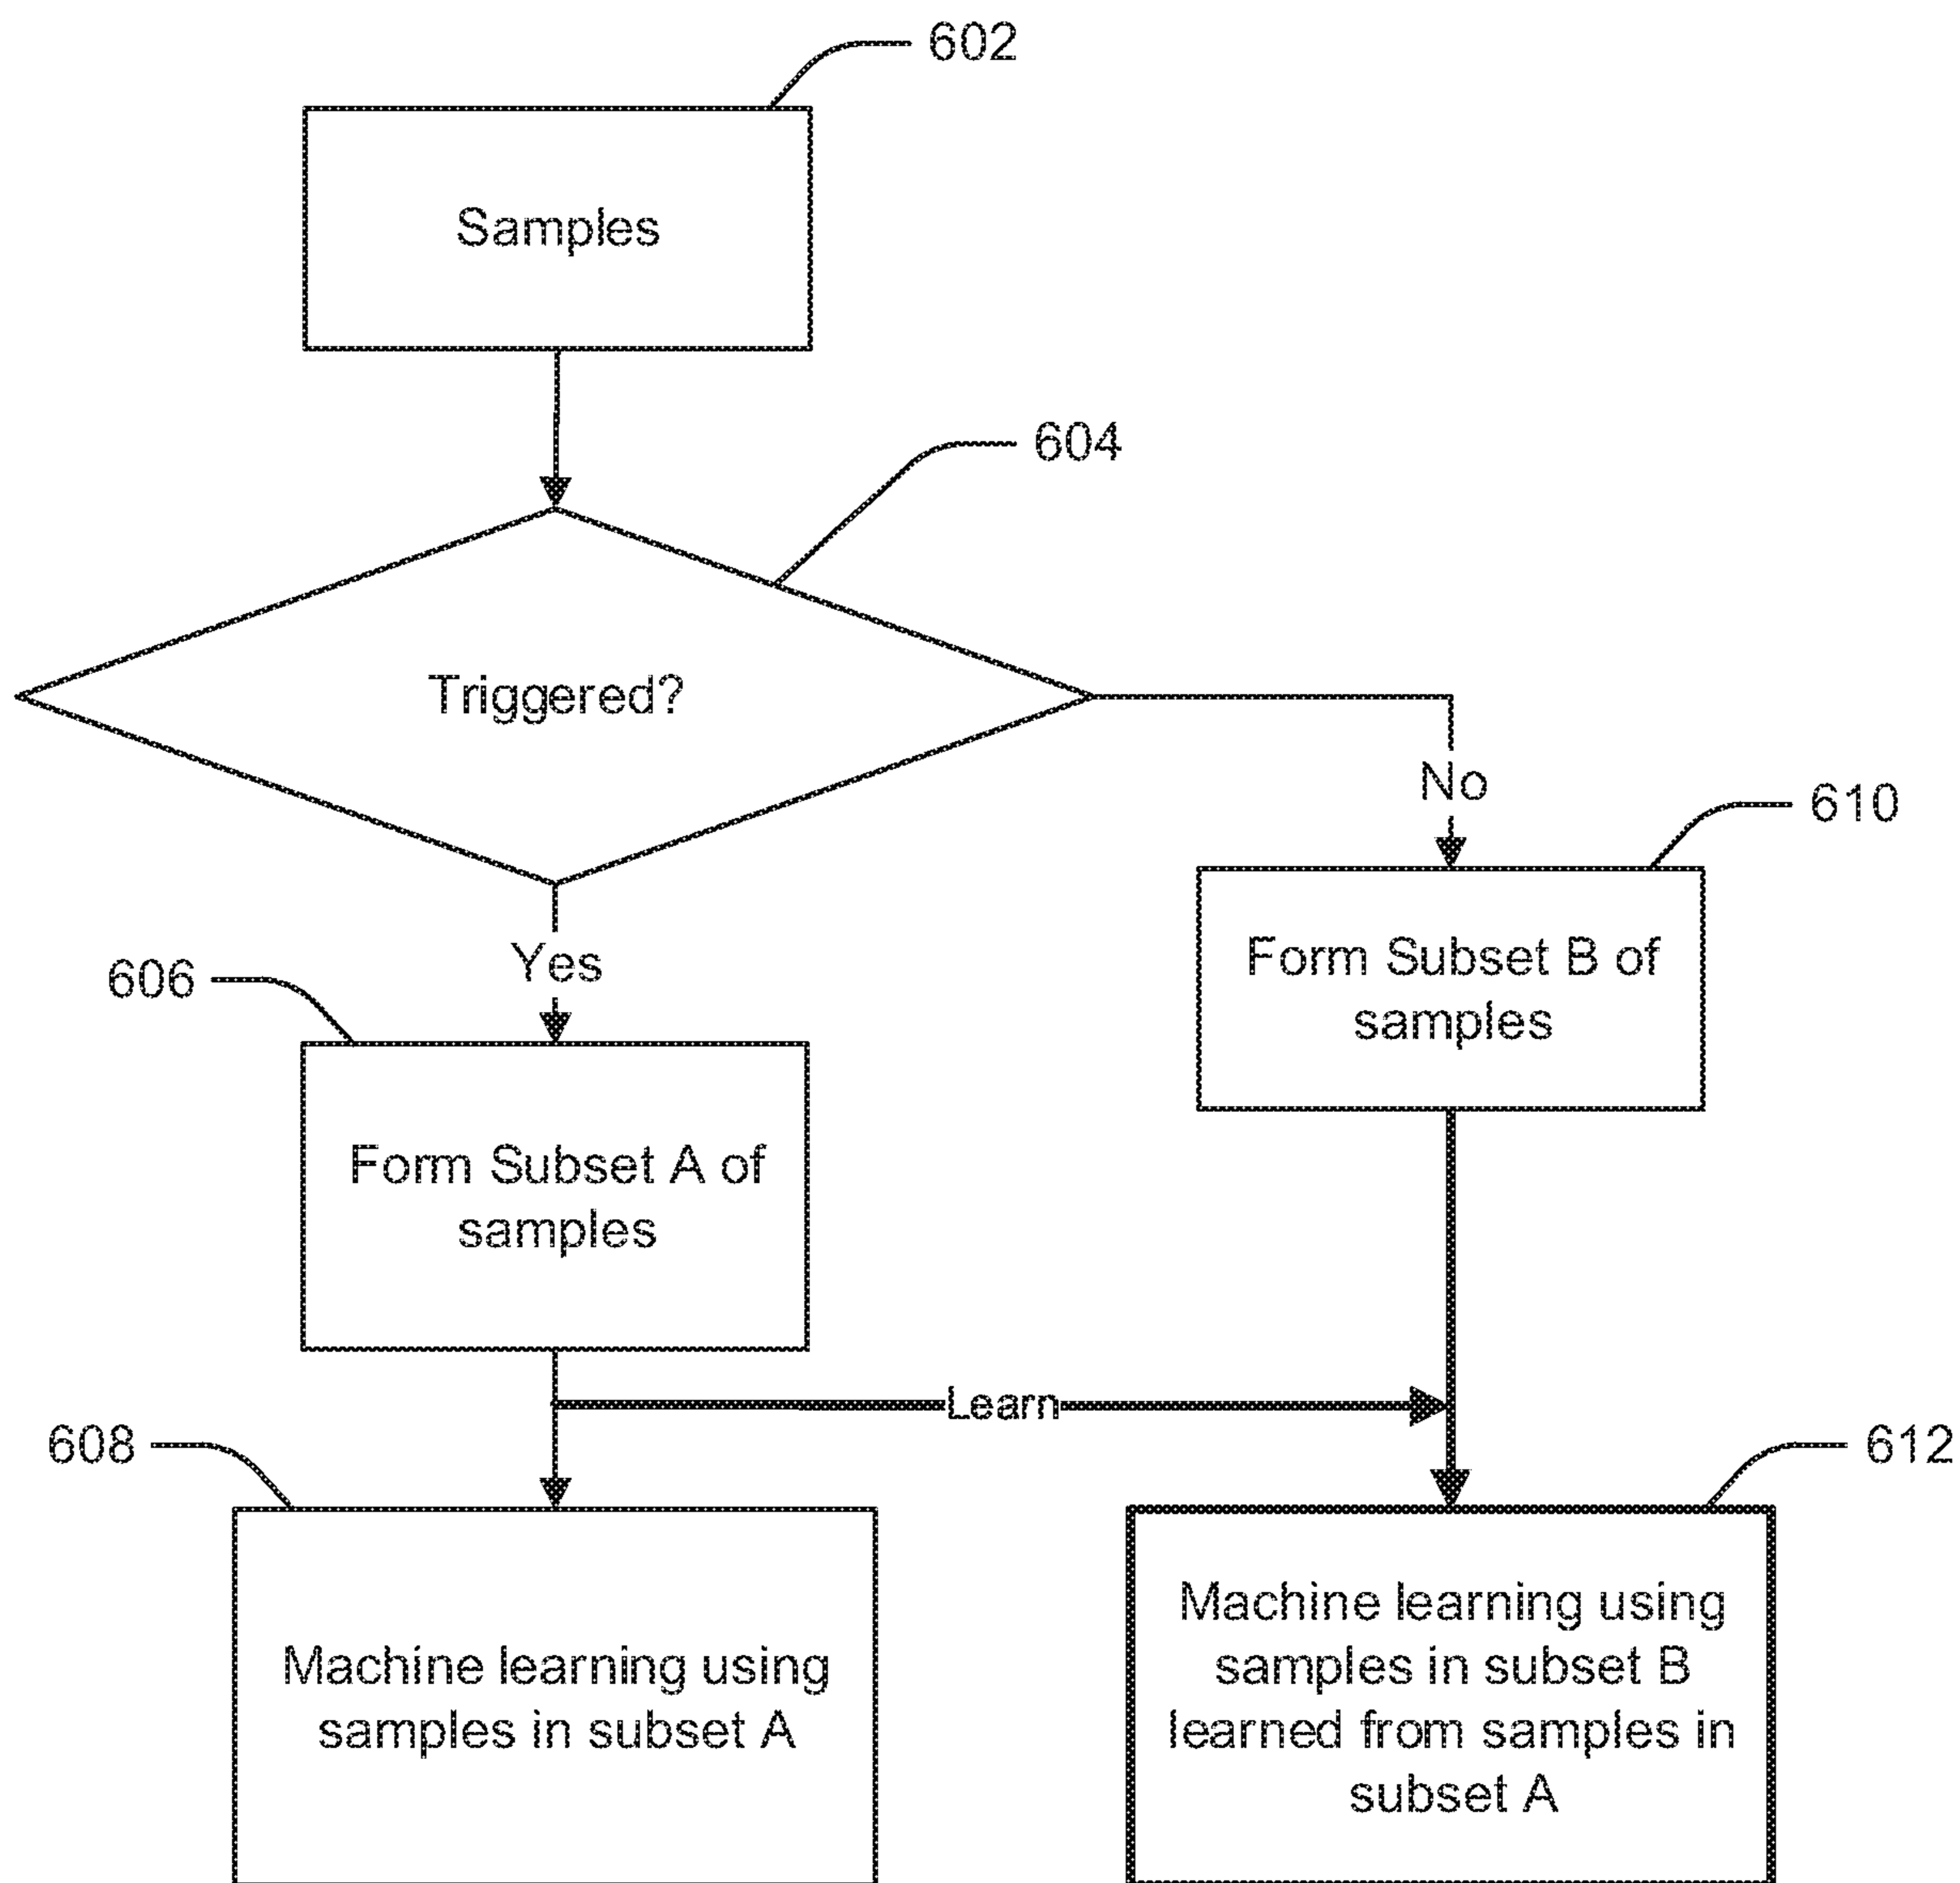 602
Samples
604
Triggered?
No
610
Yes
606
Form Subset B of
samples
Form Subset A of
samples
Learn
608
612
Machine learning using
samples in subset A
Machine learning using
samples in subset B
learned from samples in
subset A